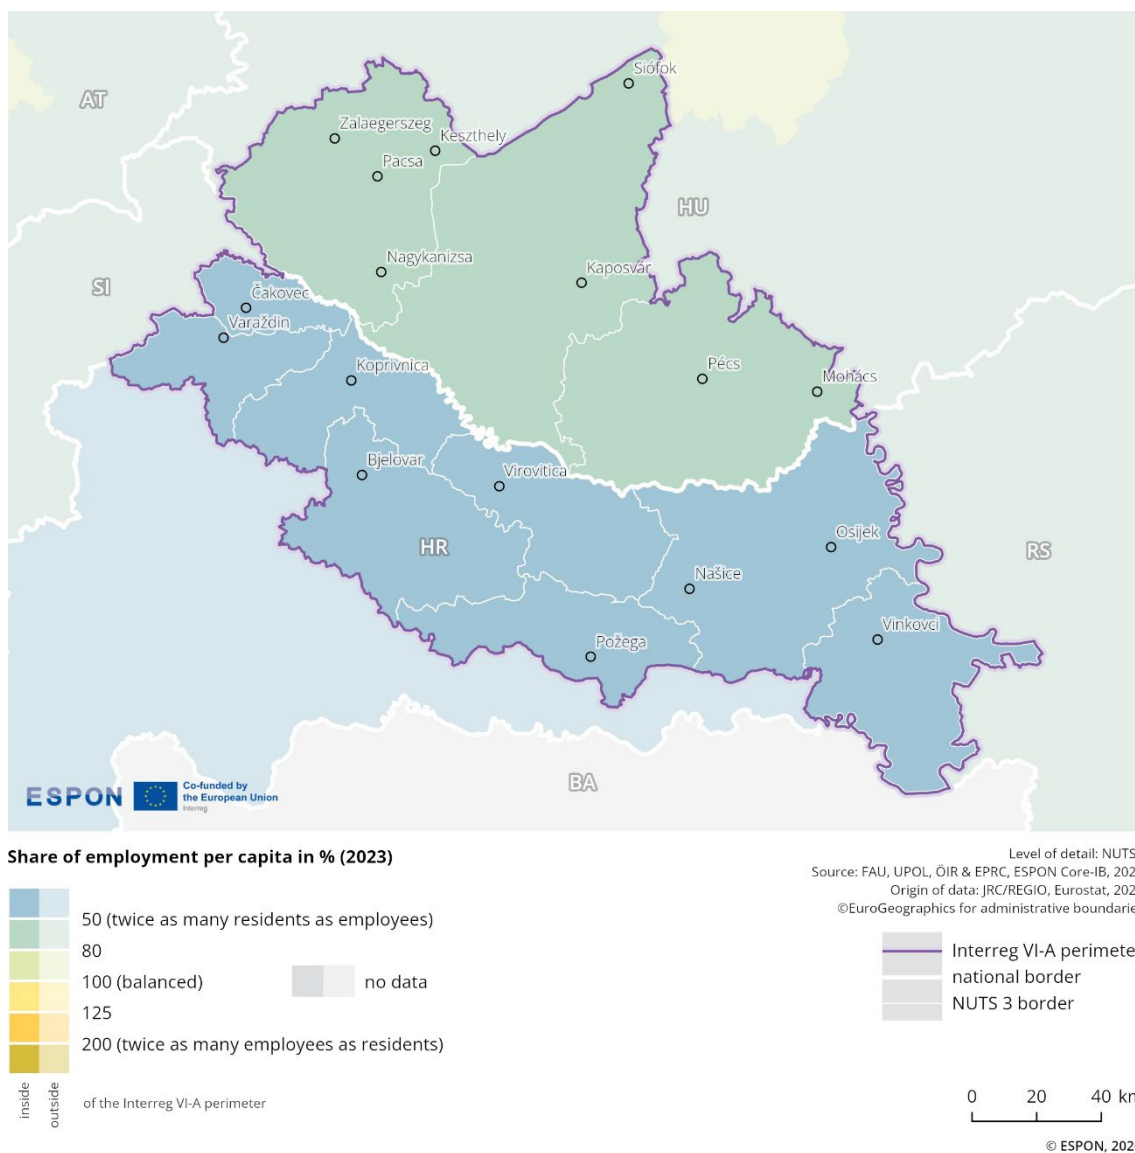 Siófok
AT
Zalaegerszeg
Keszthely
Pacsa
HU
Nagykanizsa
Kaposvár
SI
Čakovec
Varaždin
Koprivnica
Pécs
Mohács
Bjelovar
Virovitica
HR
Osijek
RS
Našice
Vinkovci
Požega
BA
ESPON
Co-funded by
the European Union
Interreg
Share of employment per capita in % (2023)
50 (twice as many residents as employees)
80
100 (balanced)
125
200 (twice as many employees as residents)
no data
inside
outside
of the Interreg VI-A perimeter
Level of detail: NUTS
Source: FAU, UPOL, ÖIR & EPRC, ESPON Core-IB, 202
Origin of data: JRC/REGIO, Eurostat, 202
©EuroGeographics for administrative boundarie
Interreg VI-A perimete
national border
NUTS 3 border
0 20 40 km
© ESPON, 202